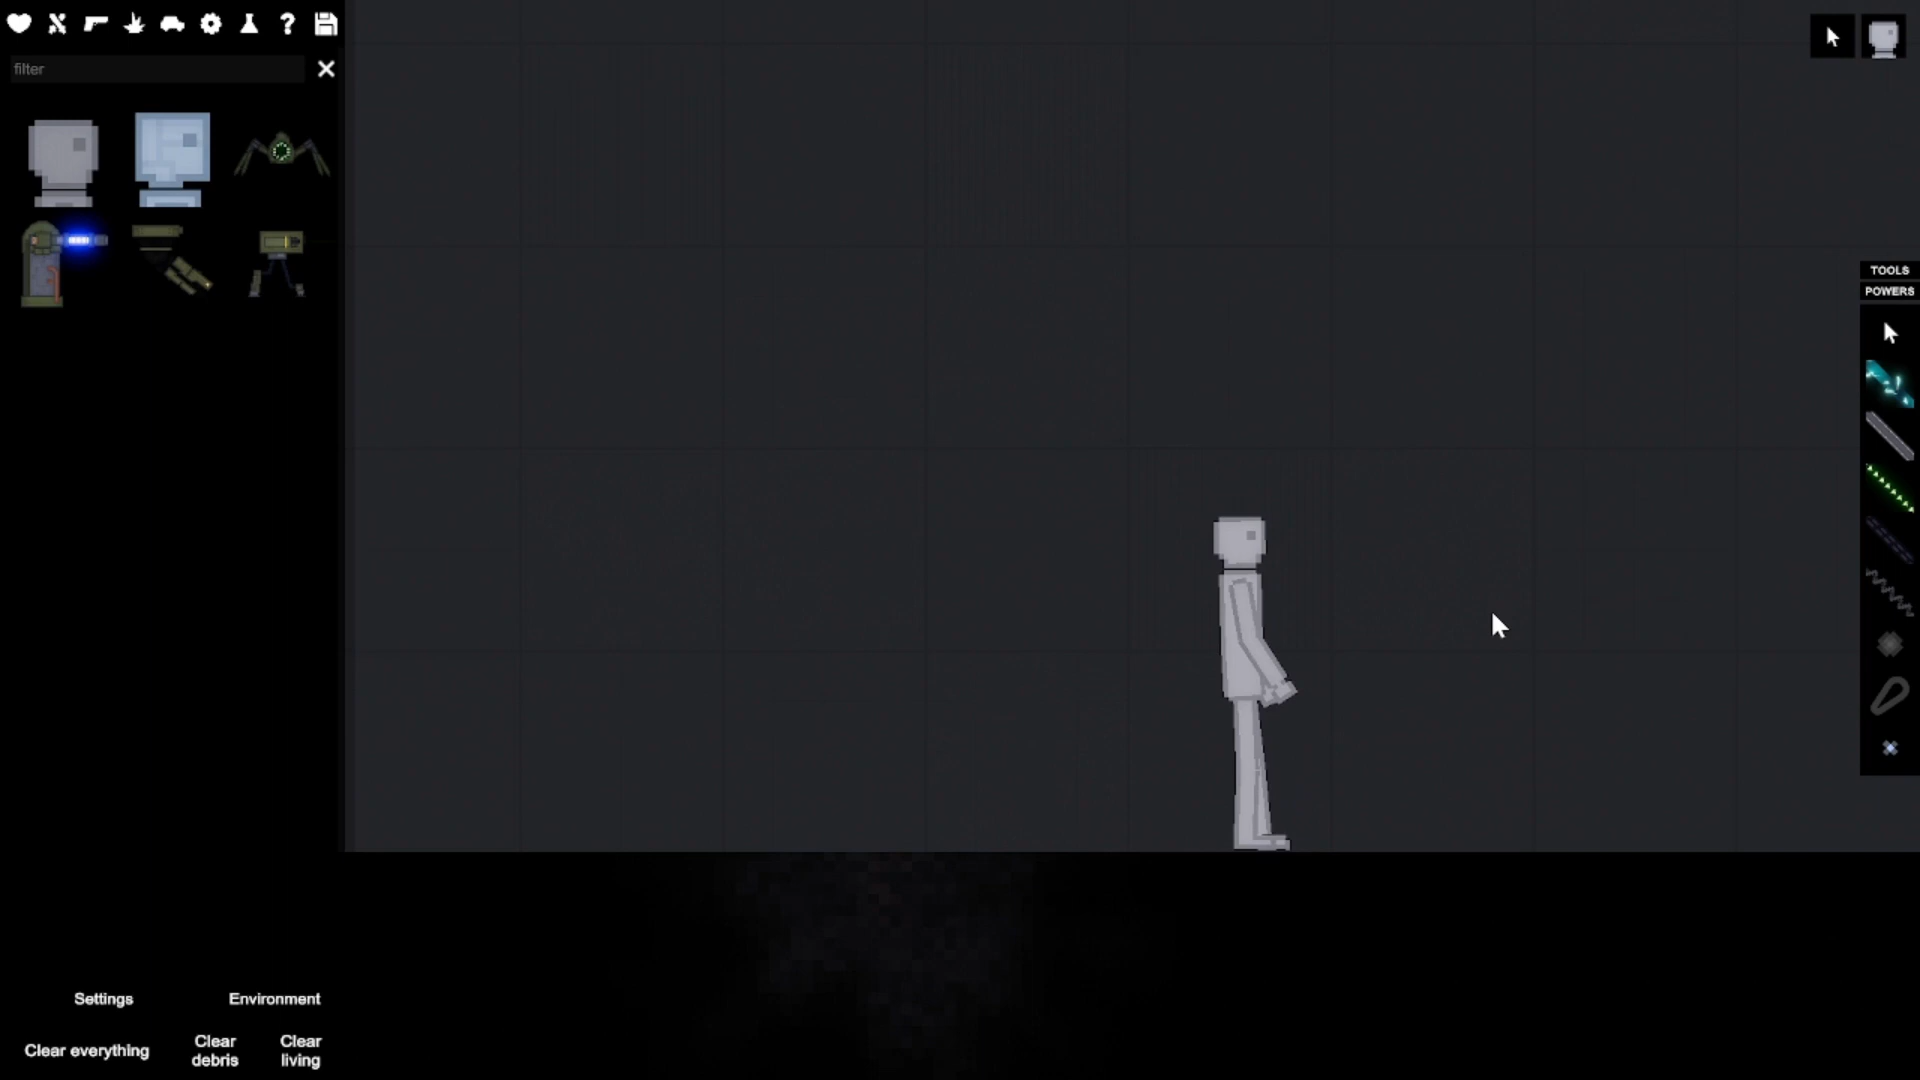 filter
TOOLS
POWERS
Settings
Environment
Clear everything
Clear
debris
Clear
living